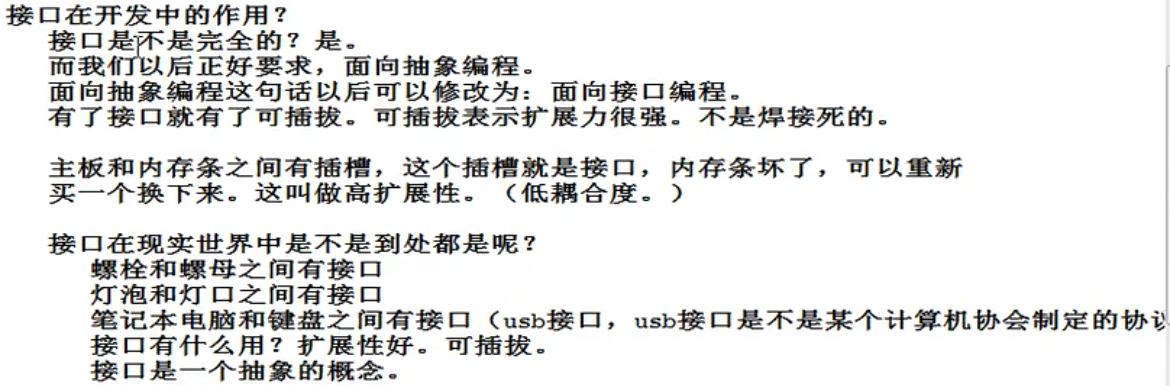 接口在开发中的作用？
接口是不是完全的？是。
而我们以后正好要求，面向抽象编程。
面向抽象编程这句话以后可以修改为：面向接口编程。
有了接口就有了可插拔。可插拔表示扩展力很强。不是焊接死的。
主板和内存条之间有插槽，这个插槽就是接口，内存条坏了，可以重新
买一个换下来。这叫做高扩展性。（低耦合度。）
接口在现实世界中是不是到处都是呢？
螺栓和螺母之间有接口
灯泡和灯口之间有接口
笔记本电脑和键盘之间有接口（usb接口，usb接口是不是某个计算机协会制定的协议
接口有什么用？扩展性好。可插拔。
接口是一个抽象的概念。